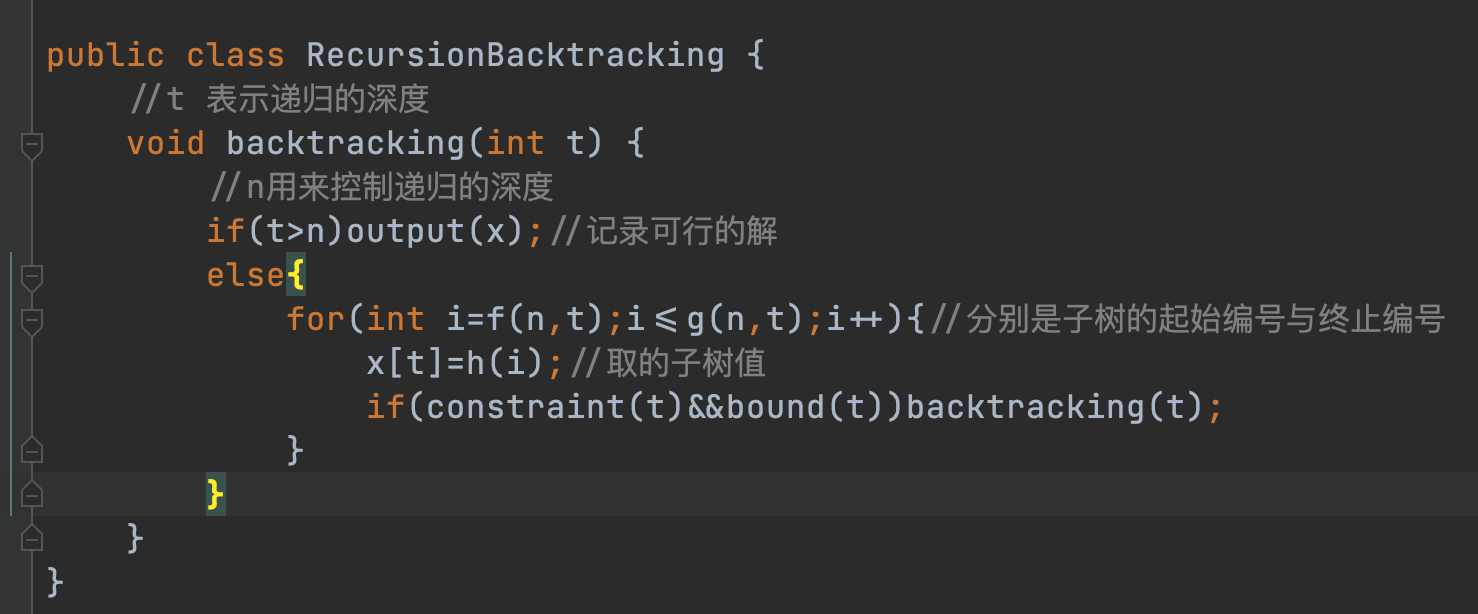 public class RecursionBacktracking {
//t 表示递归的深度
void backtracking(int t) {
//n用来控制递归的深度
if(t>n)output(x);//记录可行的解
else{
for(int i=f(n,t);i<=g(n,t);i++){//分别是子树的起始编号与终止编号
x[t]=h(i);//取的子树值
if(constraint(t)&&bound(t))backtracking(t);
}
}
}
}